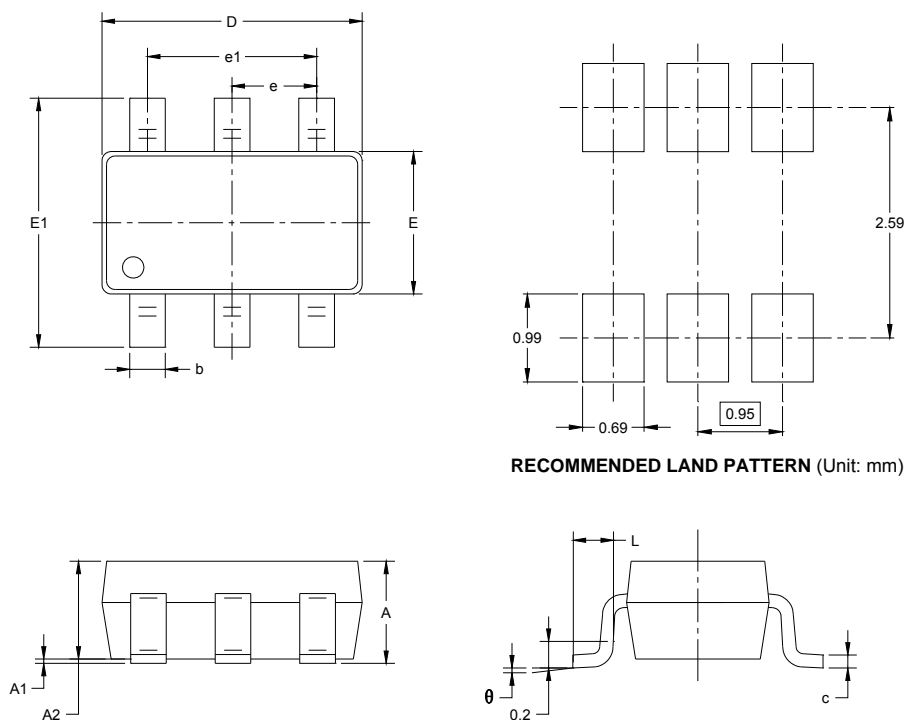 D
e1
e
E1
E
b
2.59
0.99
0.69
0.95
RECOMMENDED LAND PATTERN (Unit: mm)
L
A
A1
A2
θ
0.2
c